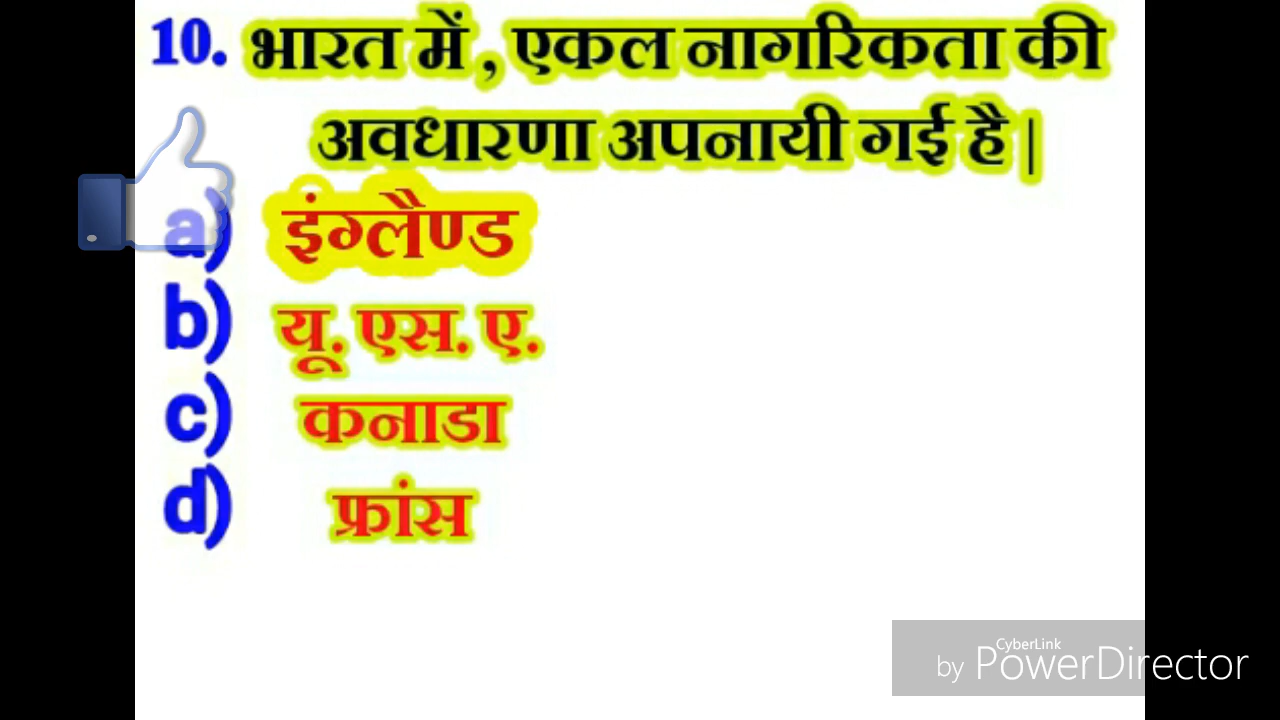 10. भारत में , एकल नागरिकता की
अवधारणा अपनायी गई है |
a) इंग्लैण्ड
b) यू. एस. ए.
c) कनाडा
d) फ्रांस
CyberLink
by PowerDirector